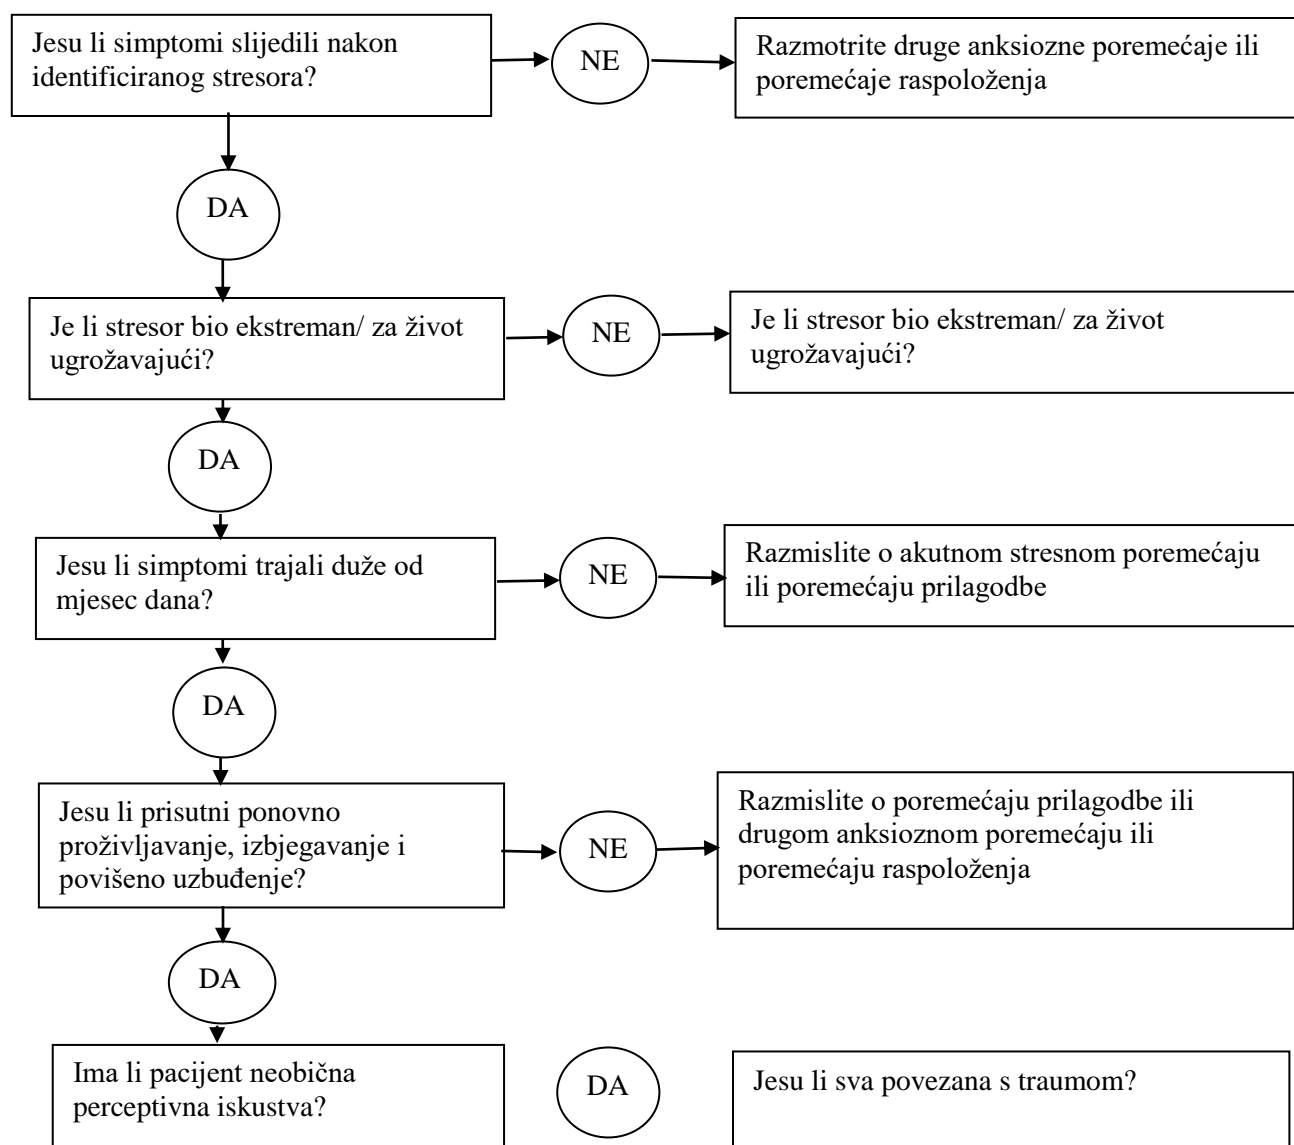 Jesu li simptomi slijedili nakon
identificiranog stresora?
NE
Razmotrite druge anksiozne poremećaje ili
poremećaje raspoloženja
DA
Je li stresor bio ekstreman/ za život
ugrožavajući?
NE
Je li stresor bio ekstreman/ za život
ugrožavajući?
DA
Jesu li simptomi trajali duže od
mjesec dana?
NE
Razmislite o akutnom stresnom poremećaju
ili poremećaju prilagodbe
DA
Jesu li prisutni ponovno
proživljavanje, izbjegavanje i
povišeno uzbuđenje?
NE
Razmislite o poremećaju prilagodbe ili
drugom anksioznom poremećaju ili
poremećaju raspoloženja
DA
Ima li pacijent neobična
perceptivna iskustva?
DA
Jesu li sva povezana s traumom?